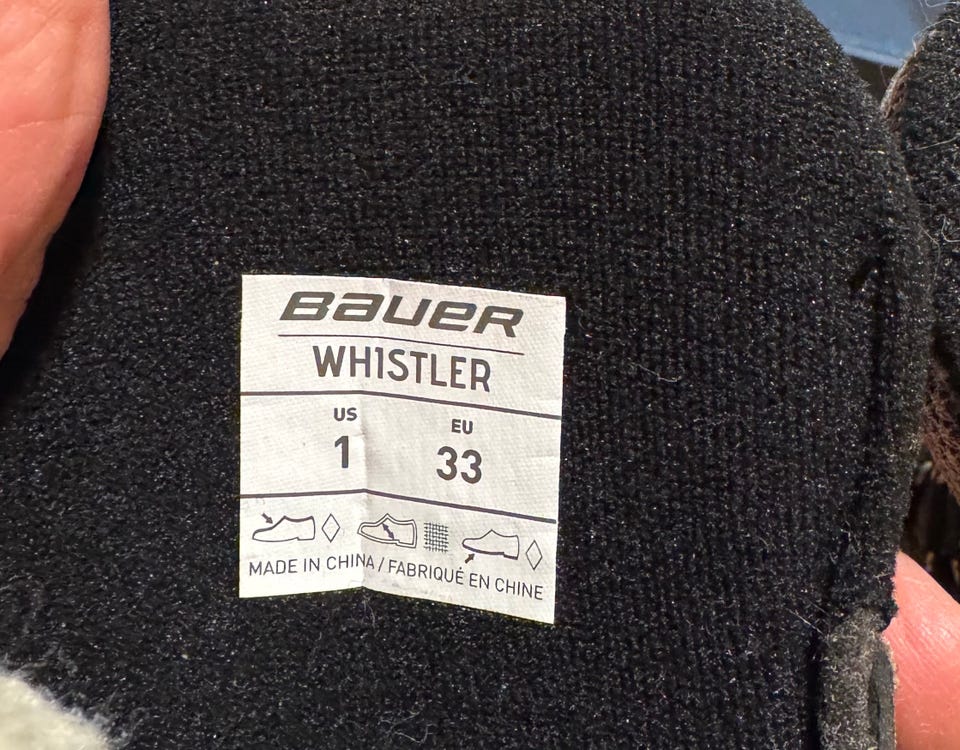 BAUER
WHISTLER
US EU
1 33
MADE IN CHINA / FABRIQUÉ EN CHINE